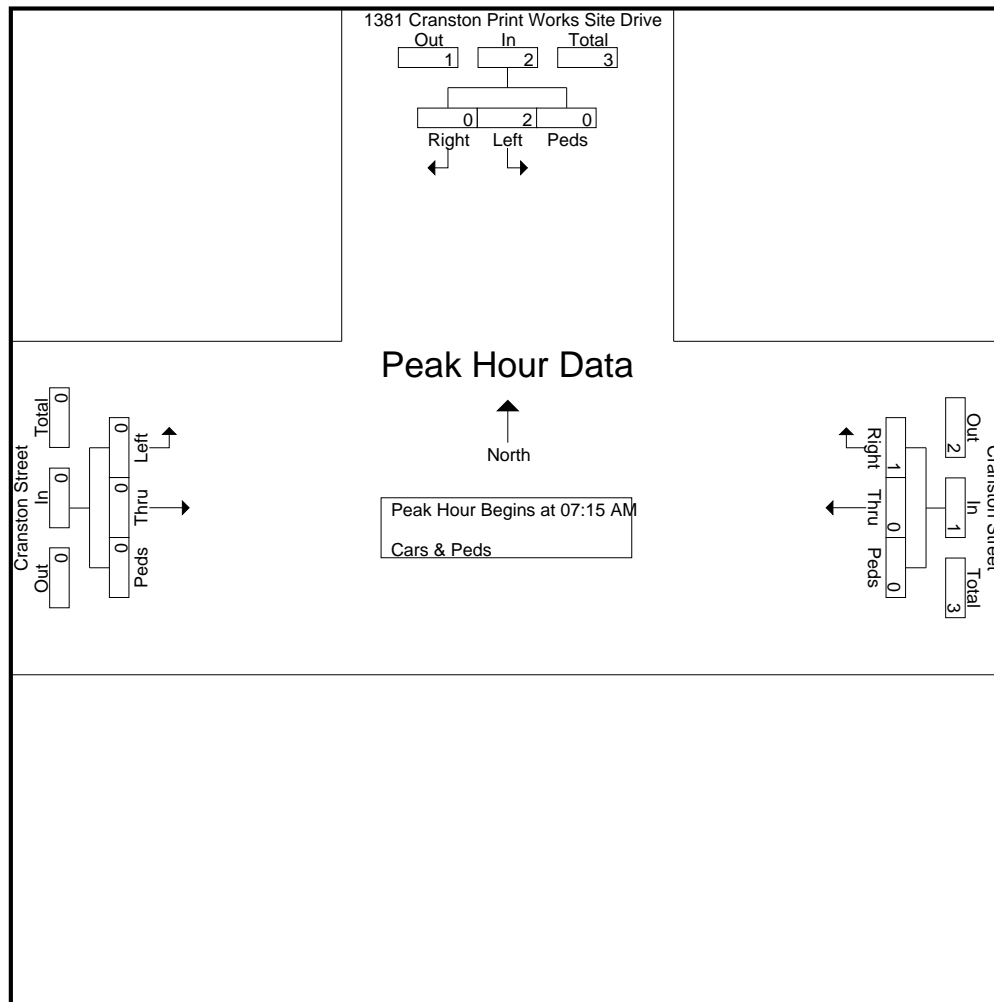 1381 Cranston Print Works Site Drive
Out In Total
1 2 3
0 2 0
Right Left Peds
Peak Hour Data
North
Peak Hour Begins at 07:15 AM
Cars & Peds
Cranston Street
Out In Total
0 0 0
Left Thru Peds
0 0 0
Cranston Street
Out In Total
2 1 3
Right Thru Peds
1 0 0